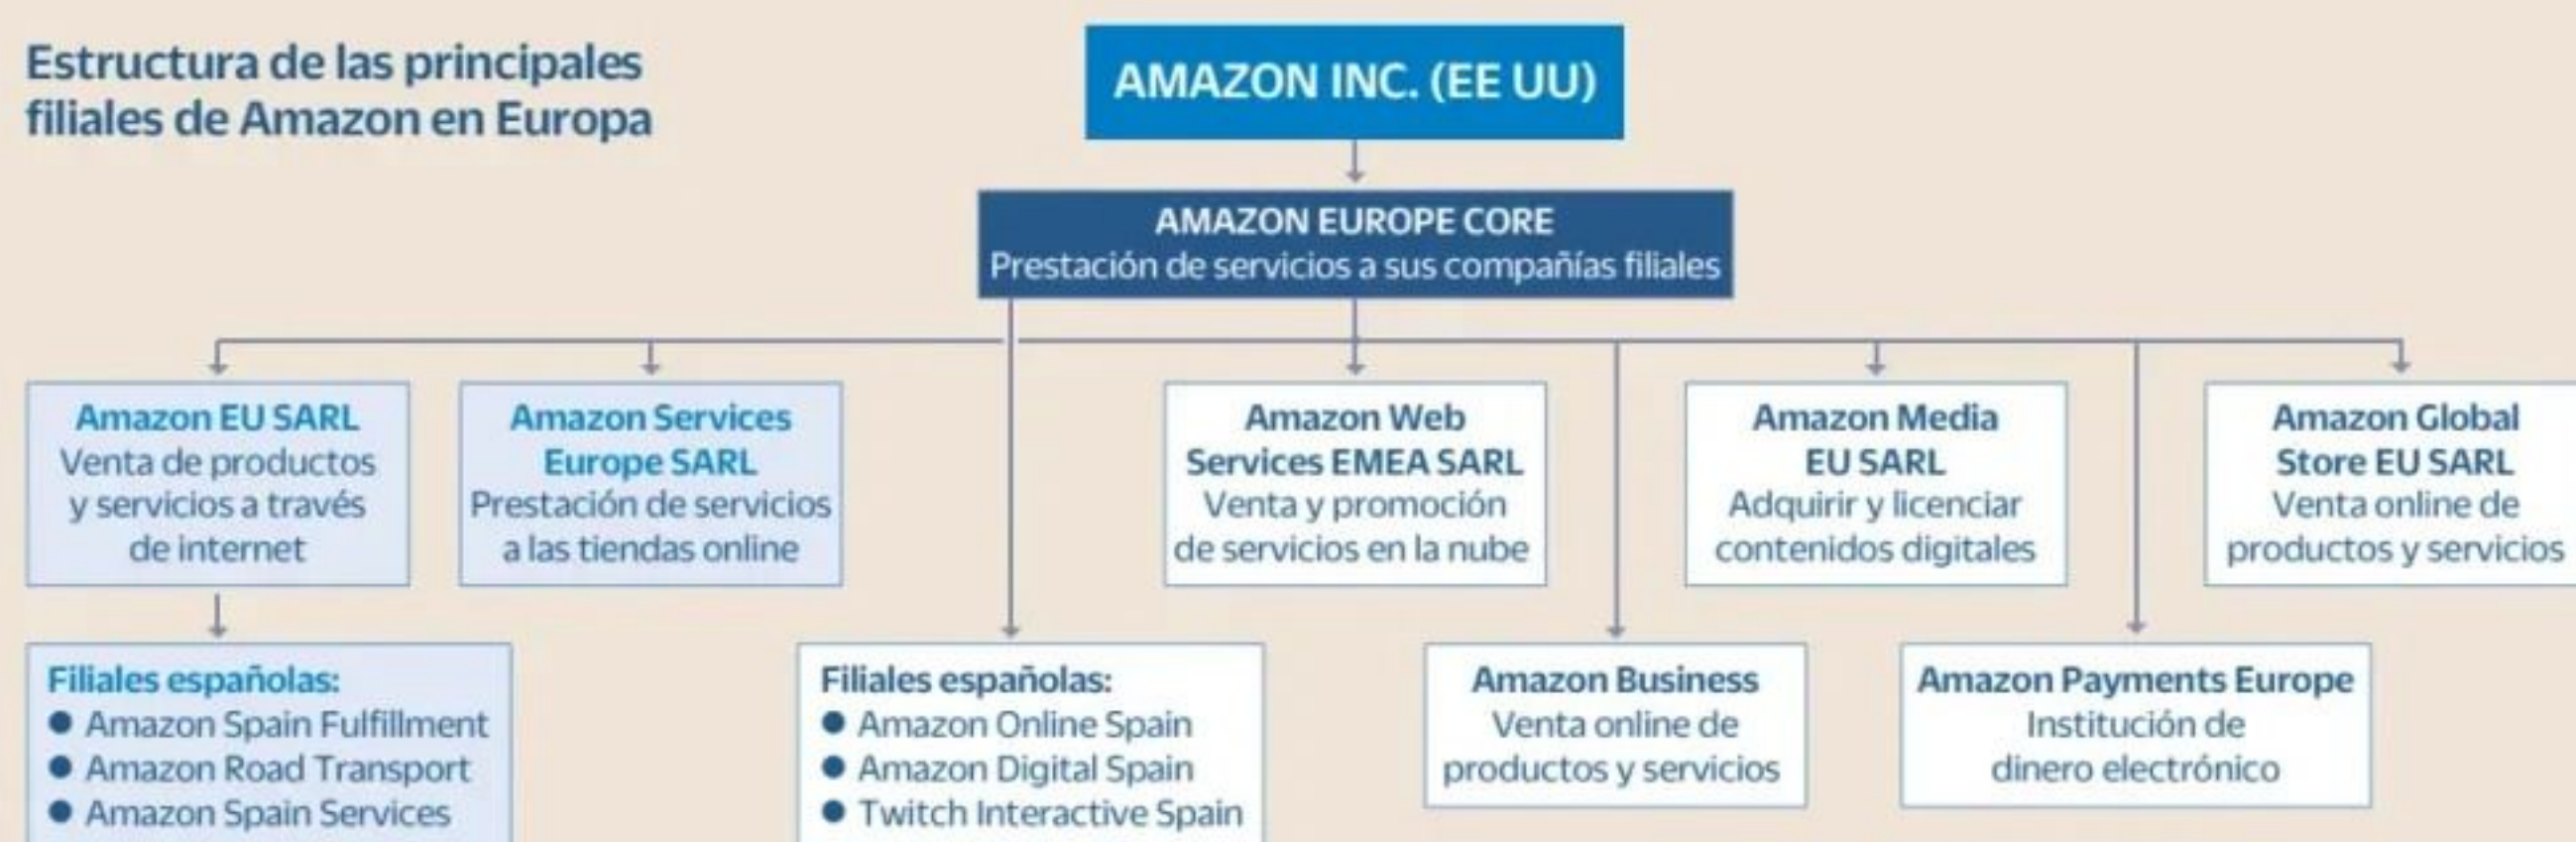 Estructura de las principales
filiales de Amazon en Europa
AMAZON INC. (EE UU)
AMAZON EUROPE CORE
Prestación de servicios a sus compañías filiales
Amazon EU SARL
Venta de productos
y servicios a través
de internet
Amazon Services
Europe SARL
Prestación de servicios
a las tiendas online
Amazon Web
Services EMEA SARL
Venta y promoción
de servicios en la nube
Amazon Media
EU SARL
Adquirir y licenciar
contenidos digitales
Amazon Global
Store EU SARL
Venta online de
productos y servicios
Filiales españolas:
● Amazon Spain Fulfillment
● Amazon Road Transport
● Amazon Spain Services
Filiales españolas:
● Amazon Online Spain
● Amazon Digital Spain
● Twitch Interactive Spain
Amazon Business
Venta online de
productos y servicios
Amazon Payments Europe
Institución de
dinero electrónico